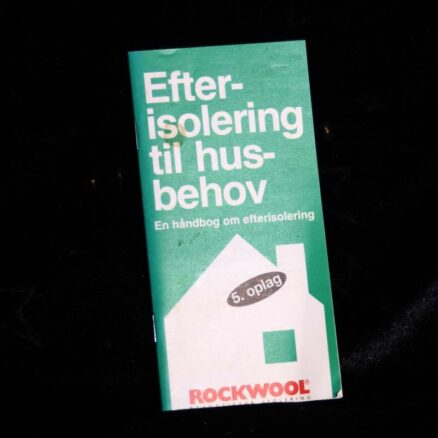 Efter-
isolering
til hus-
behov
En håndbog om efterisolering
5. oplag
ROCKWOOL®